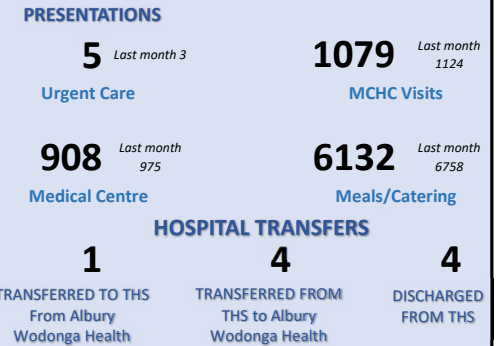 PRESENTATIONS
5 Last month 3
Urgent Care
1079 Last month
1124
MCHC Visits
908 Last month
975
Medical Centre
6132 Last month
6758
Meals/Catering
HOSPITAL TRANSFERS
1
TRANSFERRED TO THS
From Albury
Wodonga Health
4
TRANSFERRED FROM
THS to Albury
Wodonga Health
4
DISCHARGED
FROM THS